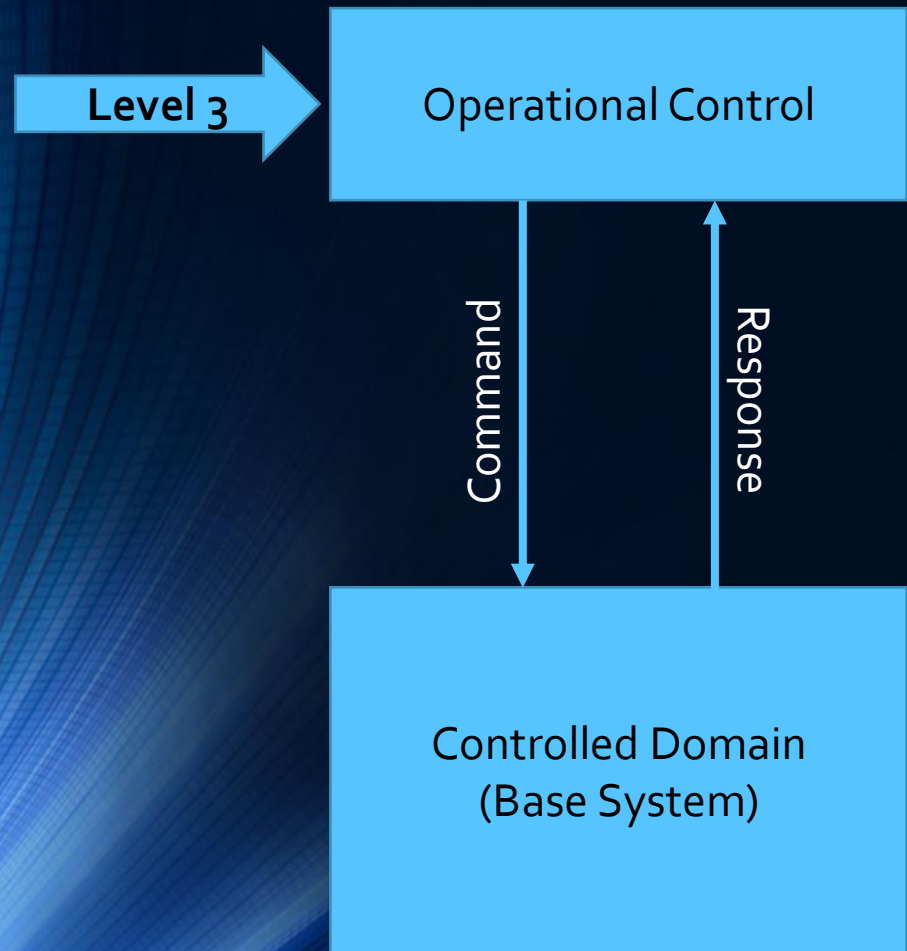 Level 3
Operational Control
Command
Response
Controlled Domain
(Base System)